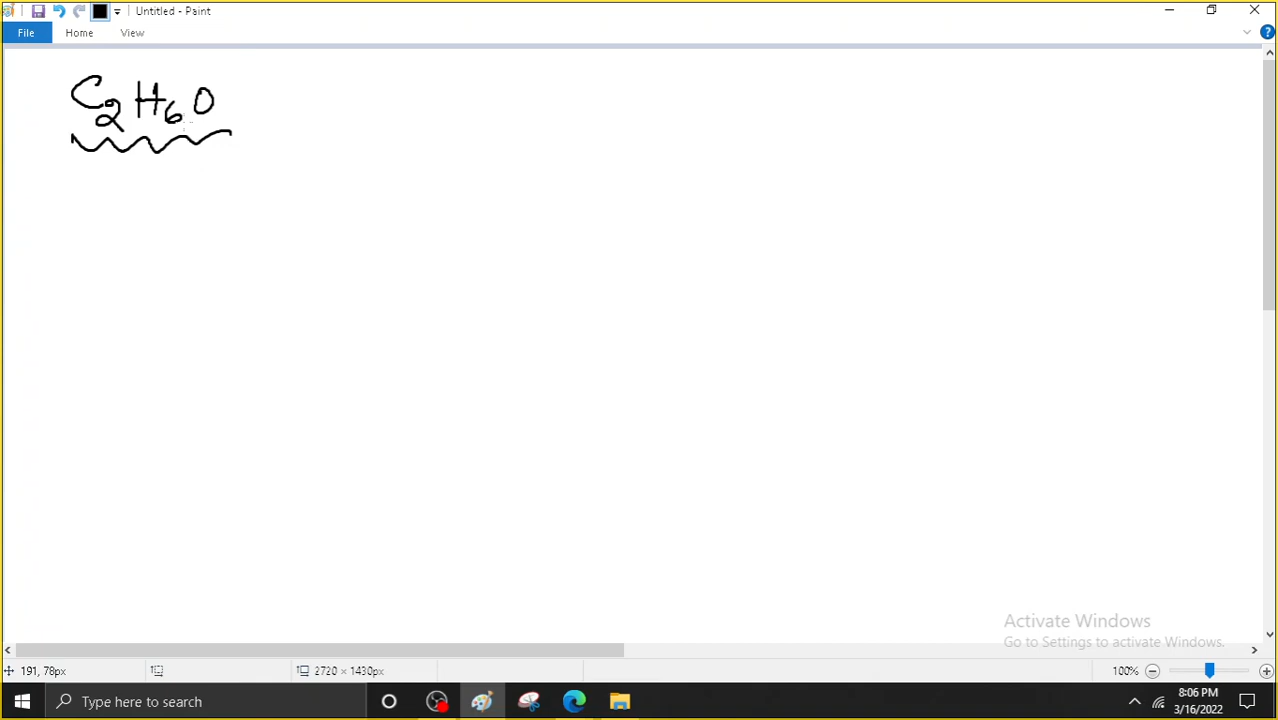 Untitled - Paint
File Home View
C₂H₆O
Activate Windows
Go to Settings to activate Windows.
191, 78px 2720 × 1430px 100%
Type here to search
8:06 PM
3/16/2022